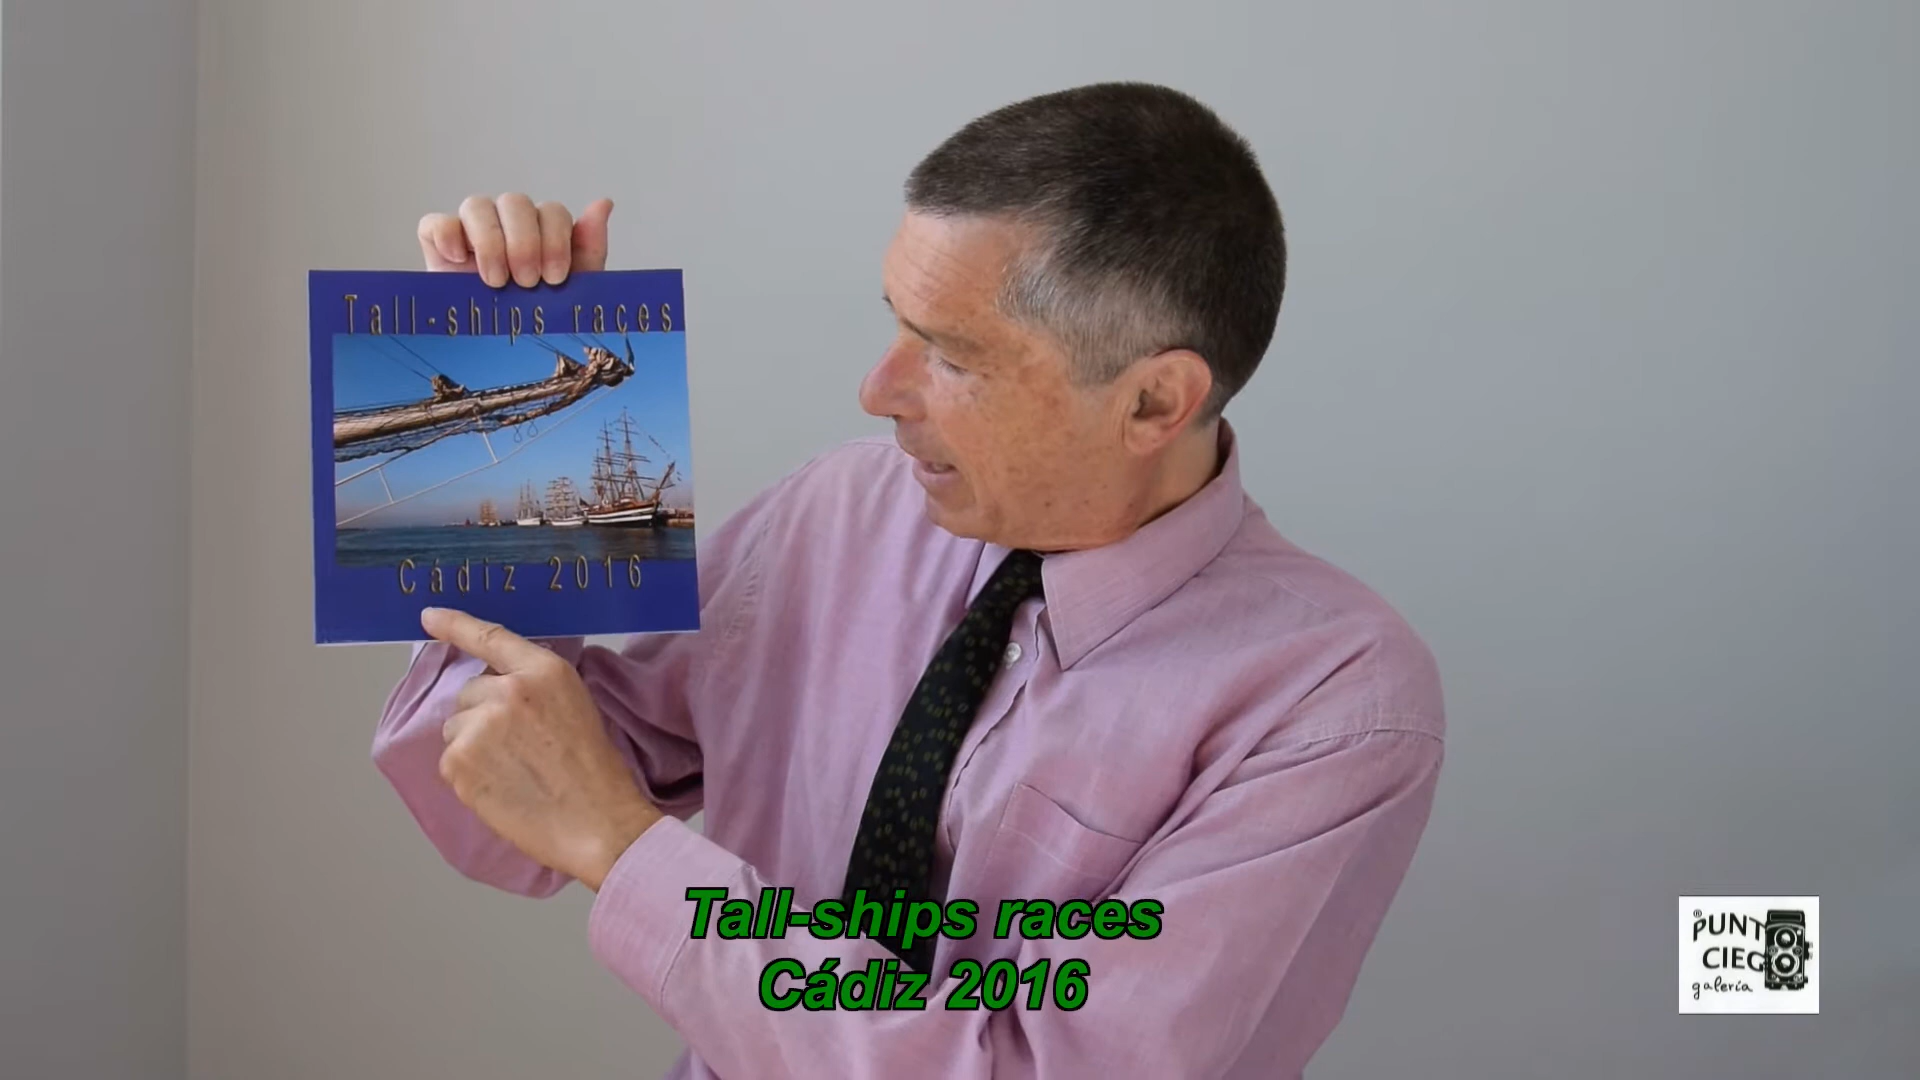 Tall-ships races
Cádiz 2016
Tall-ships races
Cádiz 2016
®PUNTO
CIEGO
galería